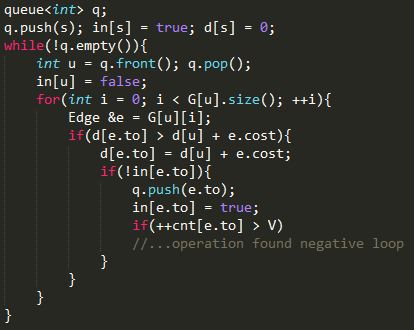 queue<int> q;
q.push(s); in[s] = true; d[s] = 0;
while(!q.empty()){
    int u = q.front(); q.pop();
    in[u] = false;
    for(int i = 0; i < G[u].size(); ++i){
        Edge &e = G[u][i];
        if(d[e.to] > d[u] + e.cost){
            d[e.to] = d[u] + e.cost;
            if(!in[e.to]){
                q.push(e.to);
                in[e.to] = true;
                if(++cnt[e.to] > V)
                //...operation found negative loop
            }
        }
    }
}